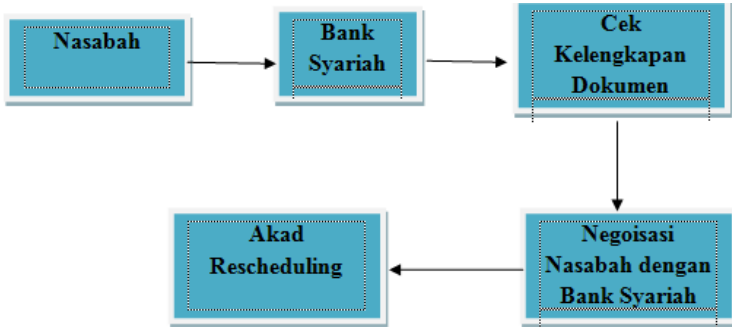 Nasabah
Bank
Syariah
Cek
Kelengkapan
Dokumen
Negoisasi
Nasabah dengan
Bank Syariah
Akad
Rescheduling